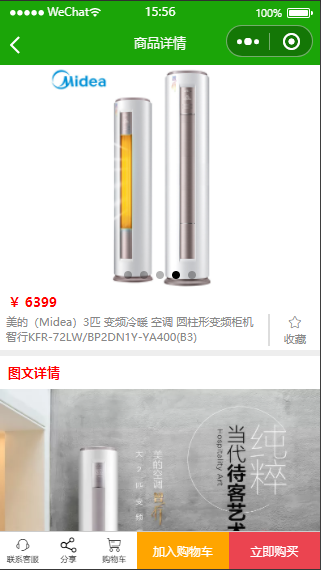 WeChat 15:56 100%
商品详情
Midea
¥ 6399
美的（Midea）3匹 变频冷暖 空调 圆柱形变频柜机
智行KFR-72LW/BP2DN1Y-YA400(B3)
收藏
图文详情
纯粹
当代待客艺术
Hospitality Art
美的空调
联系客服 分享 购物车 加入购物车 立即购买